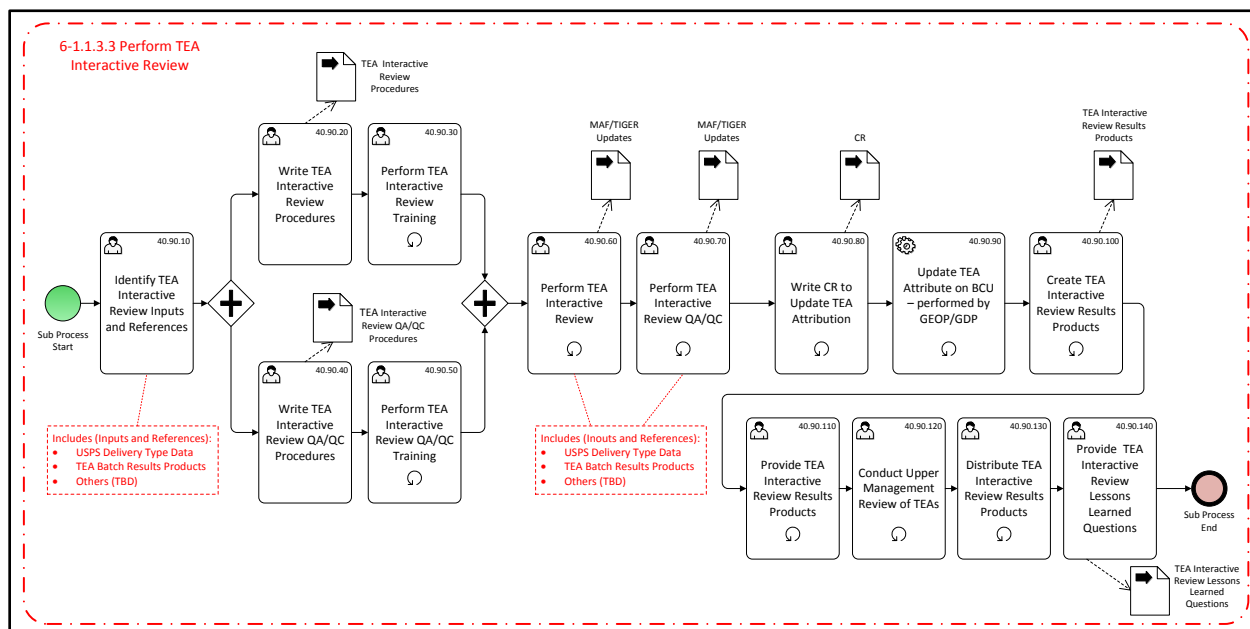 6-1.1.3.3 Perform TEA
Interactive Review
TEA Interactive
Review
Procedures
40.90.20
Write TEA
Interactive
Review
Procedures
40.90.30
Perform TEA
Interactive
Review
Training
MAF/TIGER
Updates
MAF/TIGER
Updates
CR
TEA Interactive
Review Results
Products
Sub Process
Start
40.90.10
Identify TEA
Interactive
Review Inputs
and References
40.90.60
Perform TEA
Interactive
Review
40.90.70
Perform TEA
Interactive
Review QA/QC
40.90.80
Write CR to
Update TEA
Attribution
40.90.90
Update TEA
Attribute on BCU
– performed by
GEOP/GDP
40.90.100
Create TEA
Interactive
Review Results
Products
TEA Interactive
Review QA/QC
Procedures
40.90.40
Write TEA
Interactive
Review QA/QC
Procedures
40.90.50
Perform TEA
Interactive
Review QA/QC
Training
Includes (Inputs and References):
• USPS Delivery Type Data
• TEA Batch Results Products
• Others (TBD)
Includes (Inouts and References):
• USPS Delivery Type Data
• TEA Batch Results Products
• Others (TBD)
40.90.110
Provide TEA
Interactive
Review Results
Products
40.90.120
Conduct Upper
Management
Review of TEAs
40.90.130
Distribute TEA
Interactive
Review Results
Products
40.90.140
Provide TEA
Interactive
Review
Lessons
Learned
Questions
Sub Process
End
TEA Interactive
Review Lessons
Learned
Questions